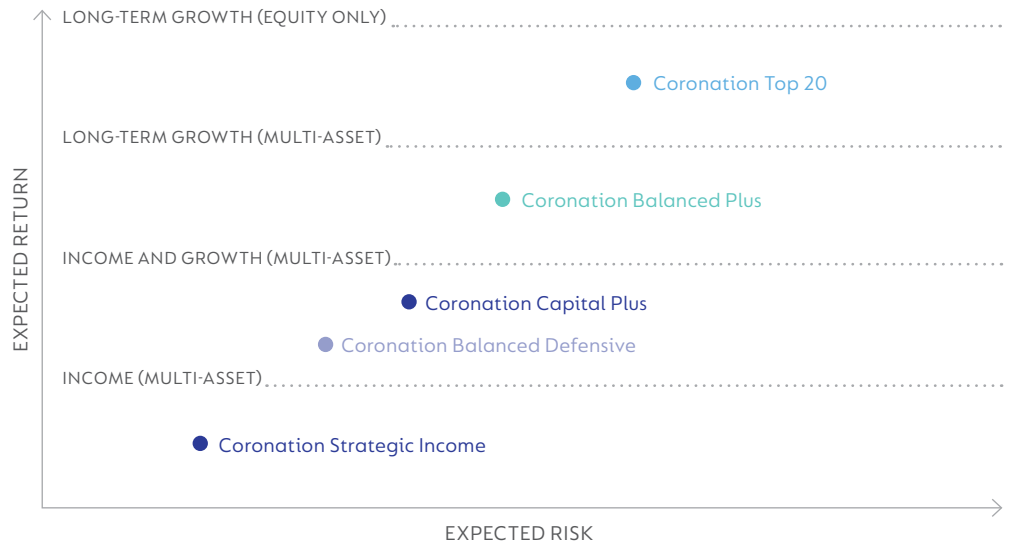 LONG-TERM GROWTH (EQUITY ONLY)
Coronation Top 20
LONG-TERM GROWTH (MULTI-ASSET)
Coronation Balanced Plus
INCOME AND GROWTH (MULTI-ASSET)
Coronation Capital Plus
Coronation Balanced Defensive
INCOME (MULTI-ASSET)
Coronation Strategic Income
EXPECTED RETURN
EXPECTED RISK